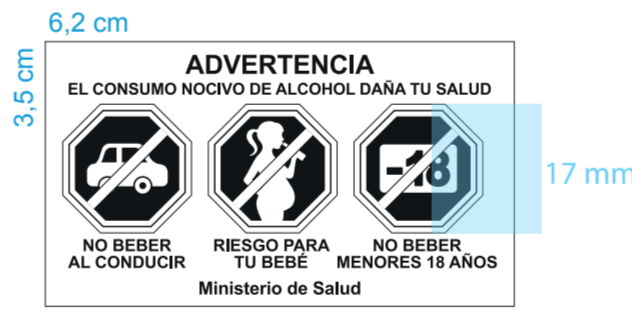 6,2 cm
3,5 cm
ADVERTENCIA
EL CONSUMO NOCIVO DE ALCOHOL DAÑA TU SALUD
-18
17 mm
NO BEBER
AL CONDUCIR
RIESGO PARA
TU BEBÉ
NO BEBER
MENORES 18 AÑOS
Ministerio de Salud